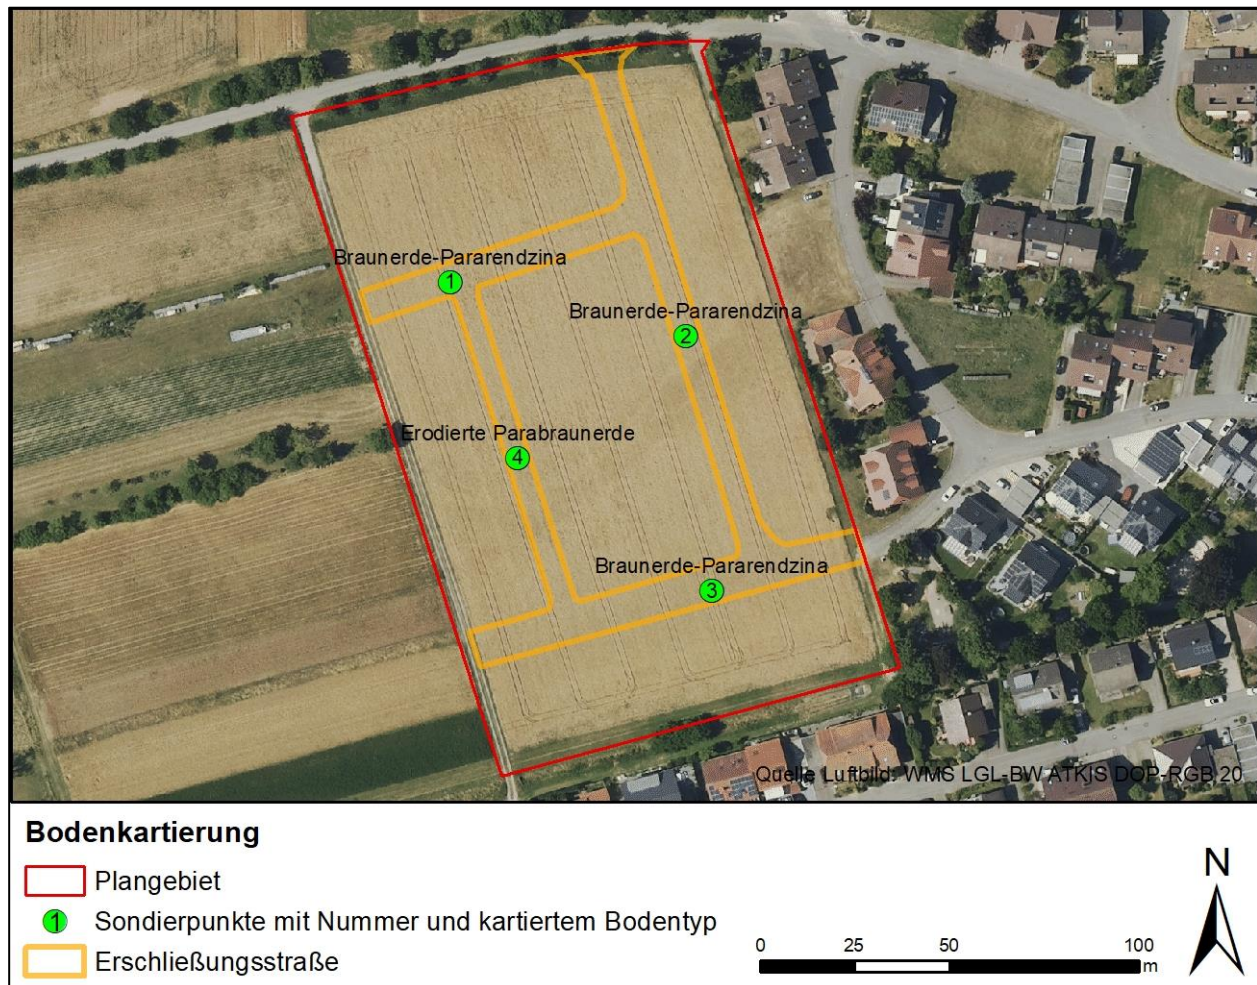 Braunerde-Pararendzina
1
Braunerde-Pararendzina
2
Erodierte Parabraunerde
4
Braunerde-Pararendzina
3
Quelle Luftbild: WMS LGL-BW ATKIS DOP-RGB 20
Bodenkartierung
Plangebiet
1 Sondierpunkte mit Nummer und kartiertem Bodentyp
Erschließungsstraße
0 25 50 100
m
N